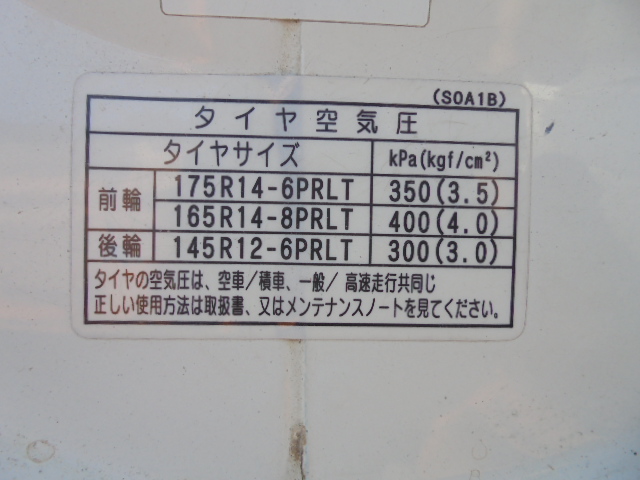 (S0A1B)
タイヤ空気圧
タイヤサイズ kPa(kgf/cm²)
前輪 175R14-6PRLT 350(3.5)
165R14-8PRLT 400(4.0)
後輪 145R12-6PRLT 300(3.0)
タイヤの空気圧は、空車/積車、一般/高速走行共同じ
正しい使用方法は取扱書、又はメンテナンスノートを見てください。